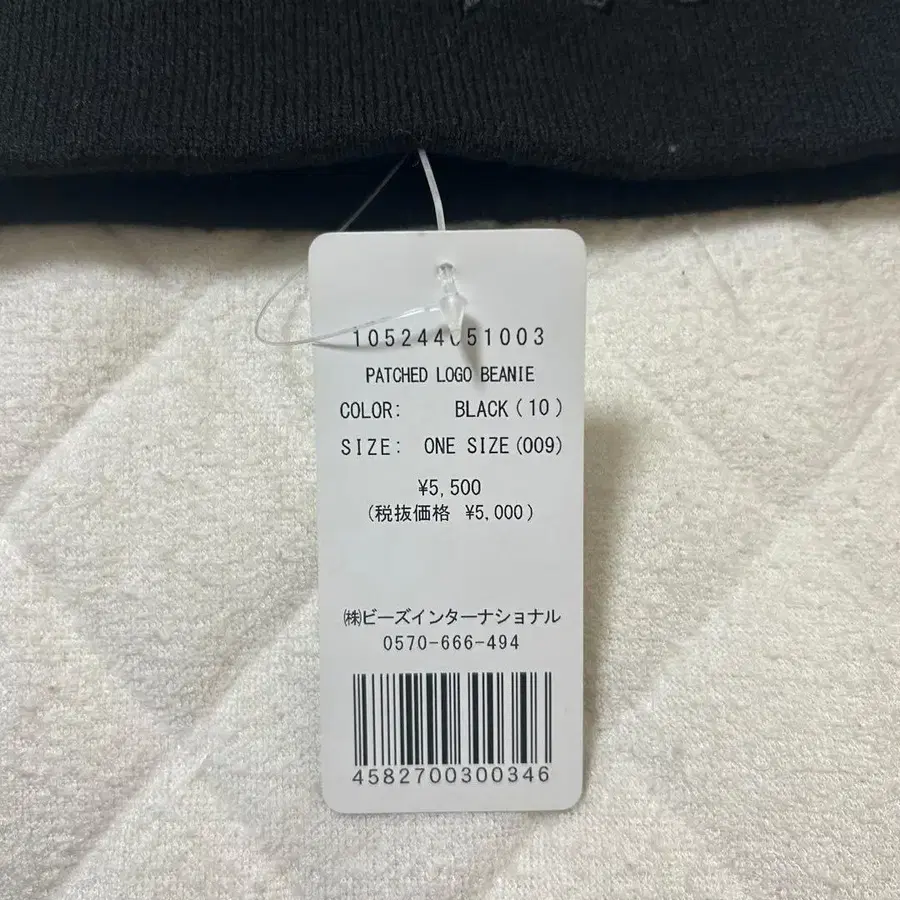 105244051003
PATCHED LOGO BEANIE
COLOR: BLACK(10)
SIZE: ONE SIZE(009)
¥5,500
(税抜価格 ¥5,000)
㈱ビーズインターナショナル
0570-666-494
4582700300346